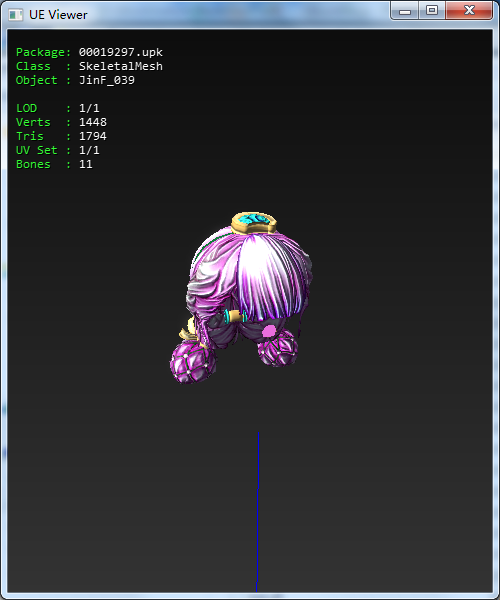 UE Viewer
Package: 00019297.upk
Class  : SkeletalMesh
Object : JinF_039
LOD    : 1/1
Verts  : 1448
Tris   : 1794
UV Set : 1/1
Bones  : 11